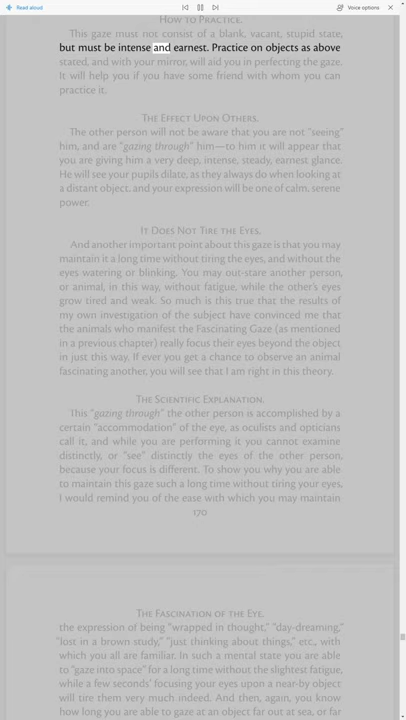 Read aloud
Voice options
How to Practice.
This gaze must not consist of a blank, vacant, stupid state,
but must be intense and earnest. Practice on objects as above
stated, and with your mirror, will aid you in perfecting the gaze.
It will help you if you have some friend with whom you can
practice it.
The Effect Upon Others.
The other person will not be aware that you are not "seeing"
him, and are "gazing through" him—to him it will appear that
you are giving him a very deep, intense, steady, earnest glance.
He will see your pupils dilate, as they always do when looking at
a distant object, and your expression will be one of calm, serene
power.
It Does Not Tire the Eyes.
And another important point about this gaze is that you may
maintain it a long time without tiring the eyes, and without the
eyes watering or blinking. You may out-stare another person,
or animal, in this way, without fatigue, while the other's eyes
grow tired and weak. So much is this true that the results of
my own investigation of the subject have convinced me that
the animals who manifest the Fascinating Gaze (as mentioned
in a previous chapter) really focus their eyes beyond the object
in just this way. If ever you get a chance to observe an animal
fascinating another, you will see that I am right in this theory.
The Scientific Explanation.
This "gazing through" the other person is accomplished by a
certain "accommodation" of the eye, as oculists and opticians
call it, and while you are performing it you cannot examine
distinctly, or "see" distinctly the eyes of the other person,
because your focus is different. To show you why you are able
to maintain this gaze such a long time without tiring your eyes,
I would remind you of the ease with which you may maintain
170
The Fascination of the Eye.
the expression of being "wrapped in thought," "day-dreaming,"
"lost in a brown study," "just thinking about things," etc., with
which you all are familiar. In such a mental state you are able
to "gaze into space" for a long time without the slightest fatigue,
while a few seconds' focusing your eyes upon a near-by object
will tire them very much indeed. And then, again, you know
how long you are able to gaze at an object far out at sea, or far